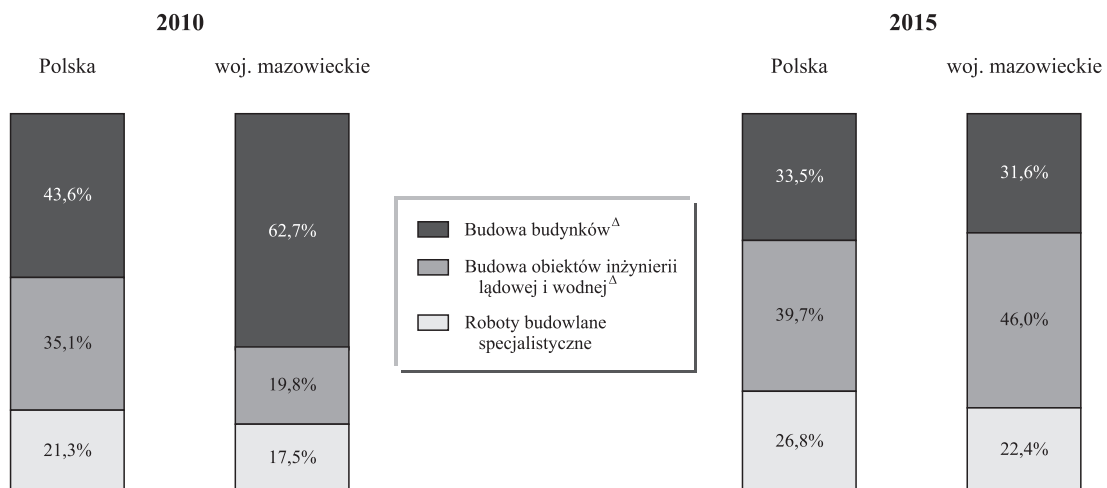 2010
2015
Polska
woj. mazowieckie
Polska
woj. mazowieckie
43,6%
35,1%
21,3%
62,7%
19,8%
17,5%
Budowa budynków^Δ
Budowa obiektów inżynierii
lądowej i wodnej^Δ
Roboty budowlane
specjalistyczne
33,5%
39,7%
26,8%
31,6%
46,0%
22,4%